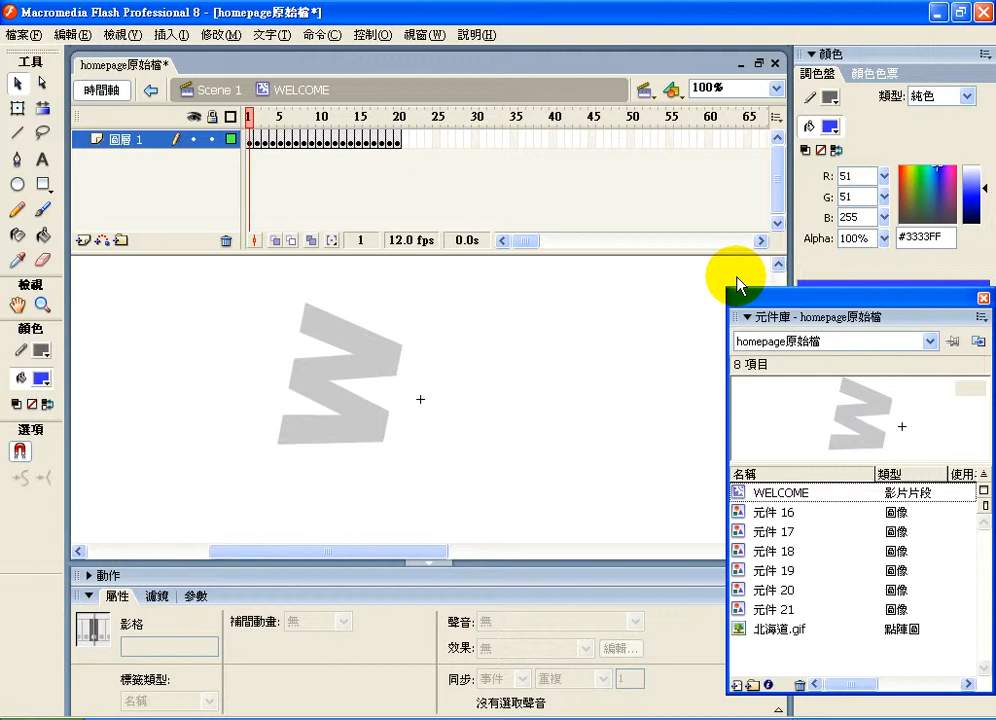 Macromedia Flash Professional 8 - [homepage原始檔*]
檔案(F) 編輯(E) 檢視(V) 插入(I) 修改(M) 文字(T) 命令(C) 控制(O) 視窗(W) 說明(H)
工具
檢視
顏色
選項
homepage原始檔*
時間軸 Scene 1 WELCOME 100%
1 5 10 15 20 25 30 35 40 45 50 55 60 65
圖層 1
1 12.0 fps 0.0s
W
顏色
調色盤 顏色色票
類型: 純色
R: 51
G: 51
B: 255
Alpha: 100% #3333FF
元件庫 - homepage原始檔
homepage原始檔
8 項目
W
名稱 類型 使用:
WELCOME 影片片段
元件 16 圖像
元件 17 圖像
元件 18 圖像
元件 19 圖像
元件 20 圖像
元件 21 圖像
北海道.gif 點陣圖
動作
屬性 濾鏡 參數
影格 補間動畫: 無 聲音: 無
效果: 無 編輯...
標籤類型: 同步: 事件 重複 1
名稱 沒有選取聲音